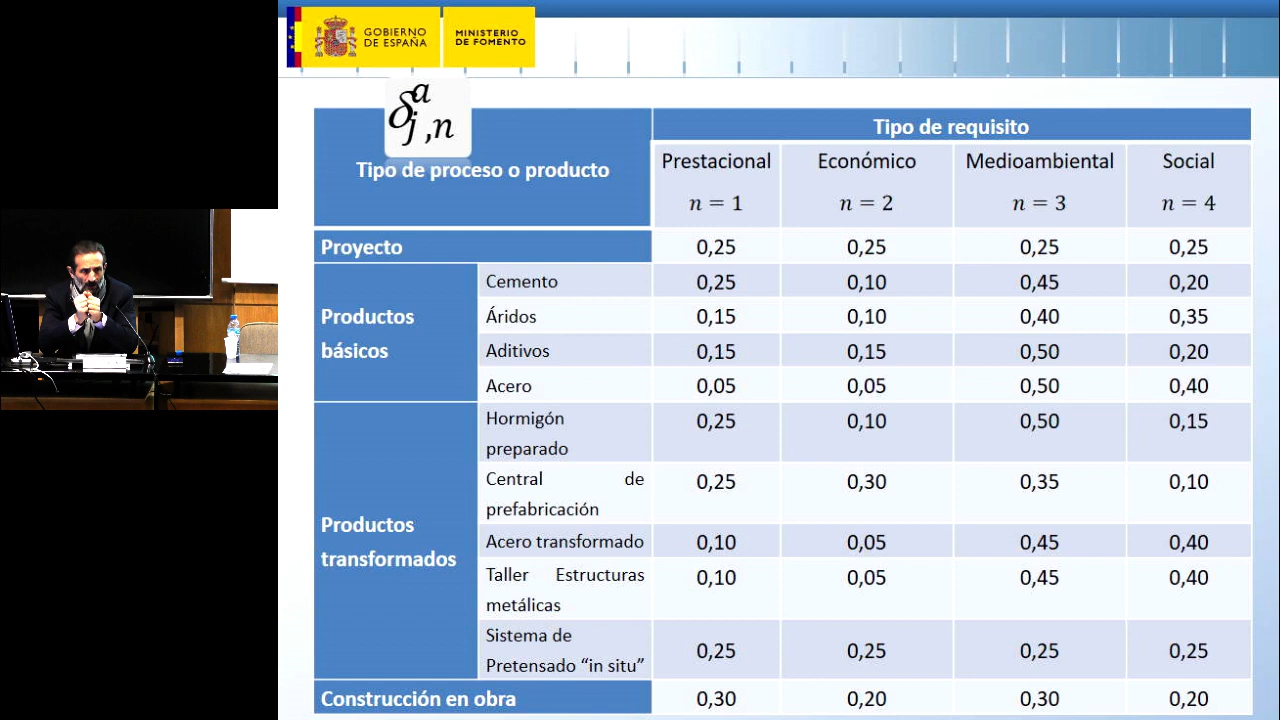 GOBIERNO
DE ESPAÑA
MINISTERIO
DE FOMENTO
δ a j ,n
Tipo de proceso o producto
Tipo de requisito
Prestacional Económico Medioambiental Social
n = 1 n = 2 n = 3 n = 4
Proyecto 0,25 0,25 0,25 0,25
Productos básicos
Cemento 0,25 0,10 0,45 0,20
Áridos 0,15 0,10 0,40 0,35
Aditivos 0,15 0,15 0,50 0,20
Acero 0,05 0,05 0,50 0,40
Productos transformados
Hormigón
preparado 0,25 0,10 0,50 0,15
Central de
prefabricación 0,25 0,30 0,35 0,10
Acero transformado 0,10 0,05 0,45 0,40
Taller Estructuras
metálicas 0,10 0,05 0,45 0,40
Sistema de
Pretensado “in situ” 0,25 0,25 0,25 0,25
Construcción en obra 0,30 0,20 0,30 0,20